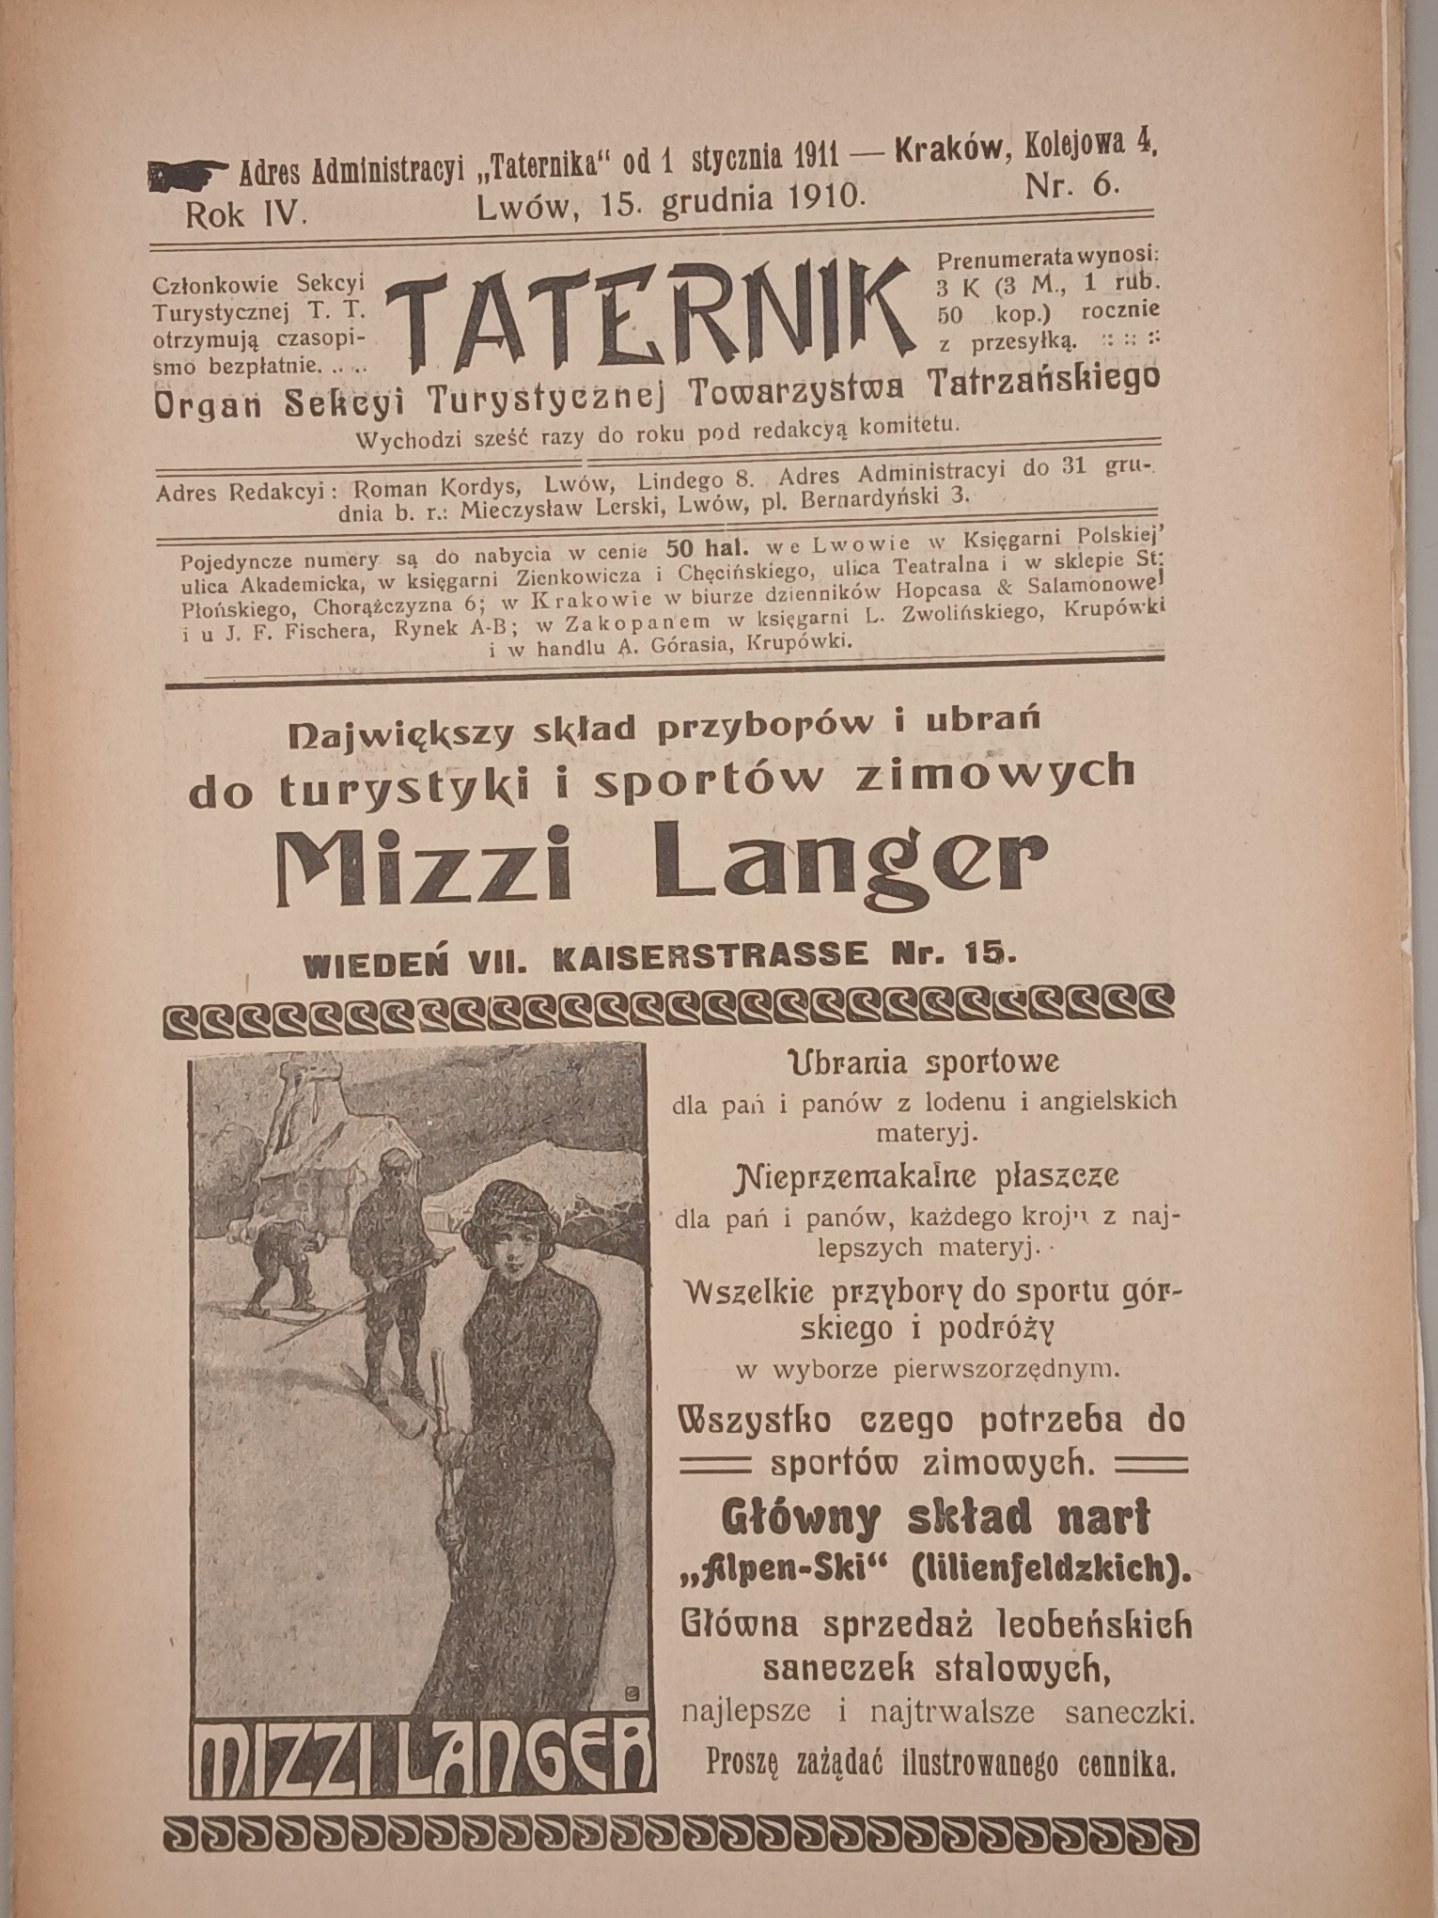 Adres Administracyi „Taternika“ od 1 stycznia 1911 — Kraków, Kolejowa 4,
Rok IV. Lwów, 15. grudnia 1910. Nr. 6.
Członkowie Sekcyi
Turystycznej T. T.
otrzymują czasopi-
smo bezpłatnie. .. ..
TATERNIK
Prenumerata wynosi:
3 K (3 M., 1 rub.
50 kop.) rocznie
z przesyłką. :: :: ::
Organ Sekcyi Turystycznej Towarzystwa Tatrzańskiego
Wychodzi sześć razy do roku pod redakcyą komitetu.
Adres Redakcyi: Roman Kordys, Lwów, Lindego 8. Adres Administracyi do 31 gru-
dnia b. r.: Mieczysław Lerski, Lwów, pl. Bernardyński 3.
Pojedyncze numery są do nabycia w cenie 50 hal. we Lwowie w Księgarni Polskiej’
ulica Akademicka, w księgarni Zienkowicza i Chęcińskiego, ulica Teatralna i w sklepie St.
Płońskiego, Chorążczyzna 6; w Krakowie w biurze dzienników Hopcasa & Salamonowej
i u J. F. Fischera, Rynek A-B; w Zakopanem w księgarni L. Zwolińskiego, Krupówki
i w handlu A. Górasia, Krupówki.
Największy skład przyborów i ubrań
do turystyki i sportów zimowych
Mizzi Langer
WIEDEŃ VII. KAISERSTRASSE Nr. 15.
Ubrania sportowe
dla pań i panów z lodenu i angielskich
materyj.
Nieprzemakalne płaszcze
dla pań i panów, każdego kroju z naj-
lepszych materyj.
Wszelkie przybory do sportu gór-
skiego i podróży
w wyborze pierwszorzędnym.
Wszystko czego potrzeba do
sportów zimowych.
Główny skład nart
„Alpen-Ski“ (lilienfeldzkich).
Główna sprzedaż leobeńskich
saneczek stalowych,
najlepsze i najtrwalsze saneczki.
Proszę zażądać ilustrowanego cennika.
MIZZI LANGER